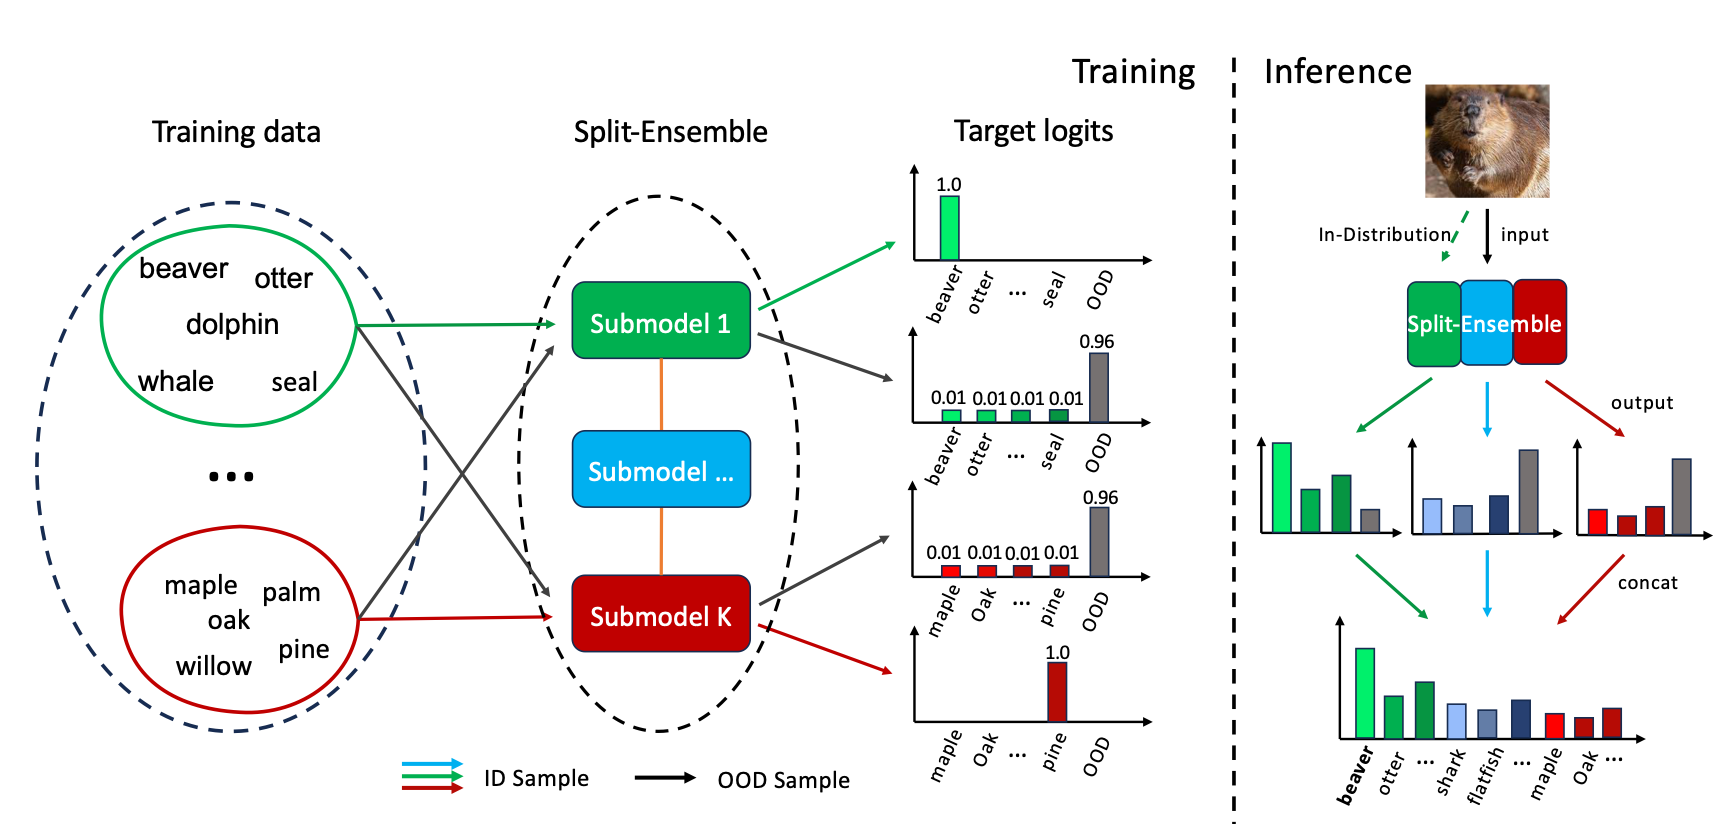 Training
Inference
Training data
Split-Ensemble
Target logits
beaver
otter
dolphin
whale
seal
...
maple
palm
oak
pine
willow
Submodel 1
Submodel ...
Submodel K
1.0
beaver
otter
...
seal
OOD
0.96
0.01 0.01 0.01 0.01
beaver
otter
...
seal
OOD
0.96
0.01 0.01 0.01 0.01
maple
Oak
...
pine
OOD
1.0
maple
Oak
...
pine
OOD
ID Sample
OOD Sample
In-Distribution
input
Split-Ensemble
output
concat
beaver
otter
...
shark
flatfish
...
maple
Oak
...